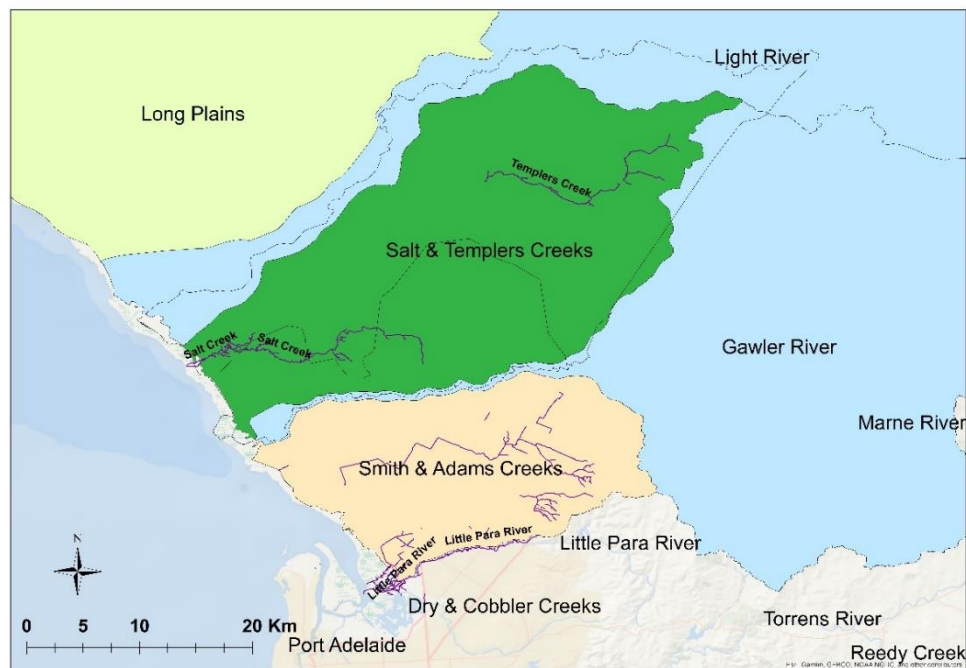 Light River
Long Plains
Templers Creek
Salt & Templers Creeks
Salt Creek
Salt Creek
Gawler River
Marne River
Smith & Adams Creeks
Little Para River
Little Para River
Little Para River
Dry & Cobbler Creeks
N
0 5 10 20 Km
Port Adelaide
Torrens River
Reedy Creek